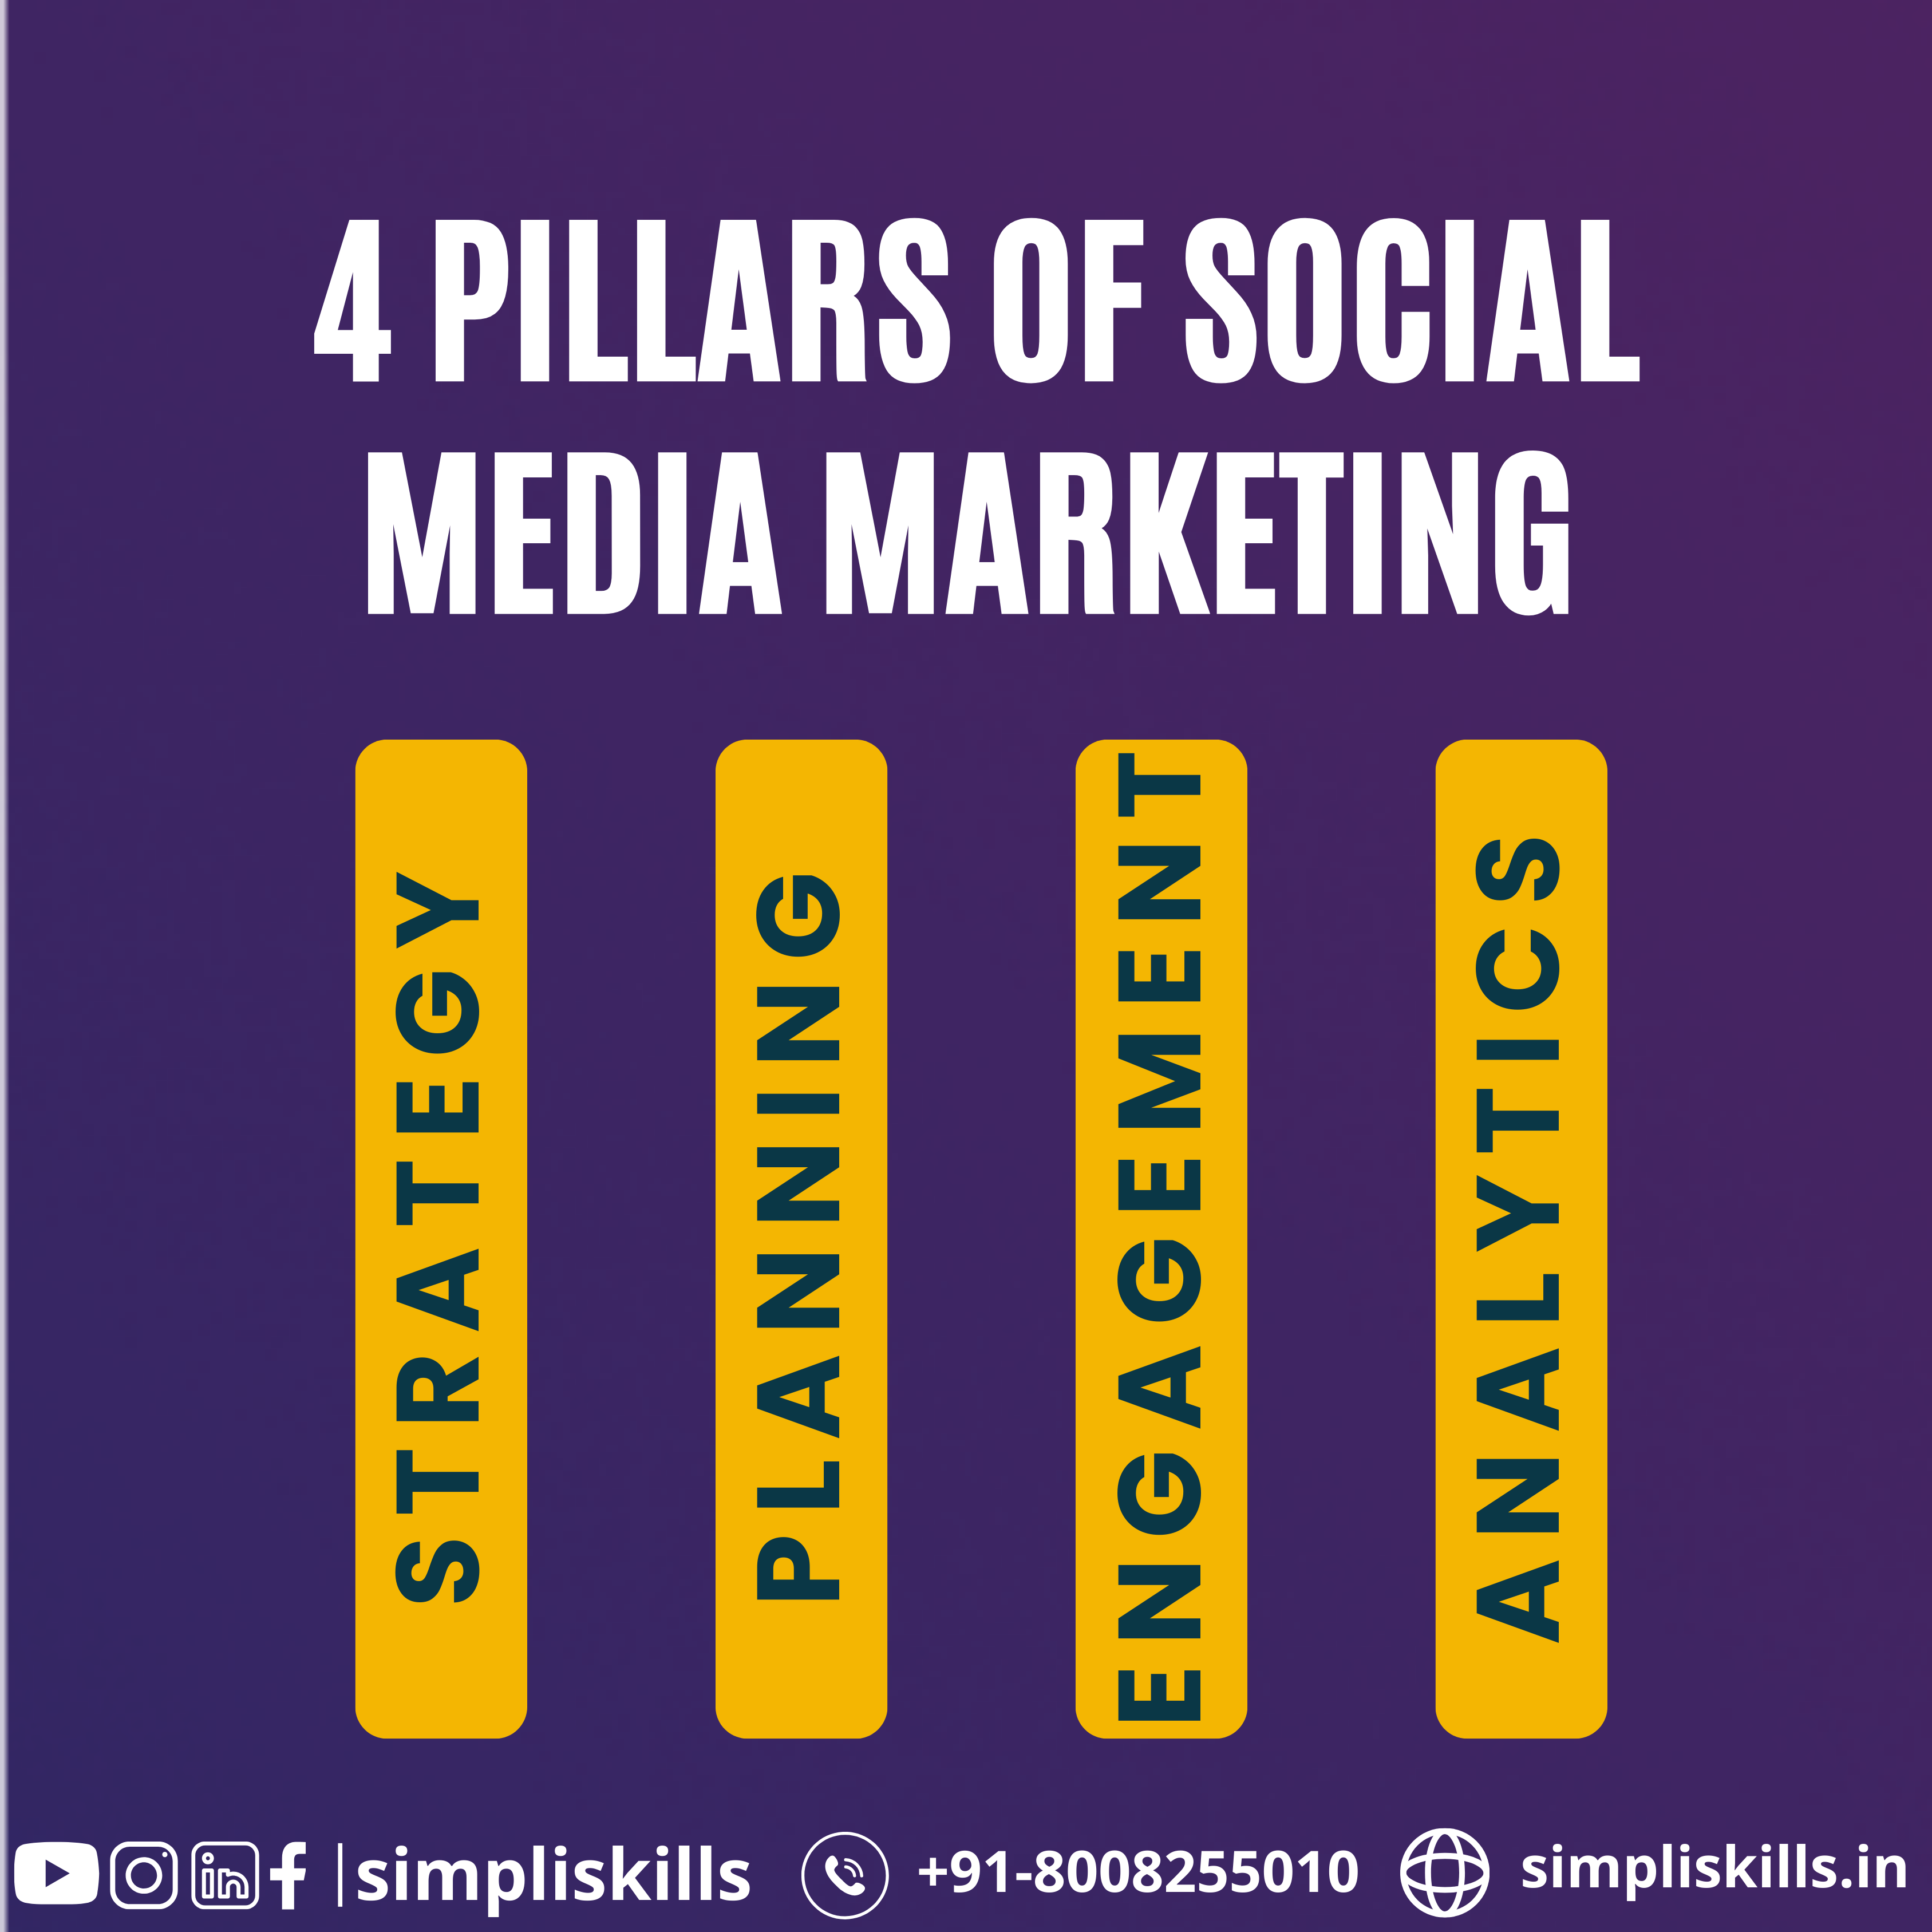 4 PILLARS OF SOCIAL
MEDIA MARKETING
STRATEGY
PLANNING
ENGAGEMENT
ANALYTICS
|simpliskills
+91-8008255010
simpliskills.in